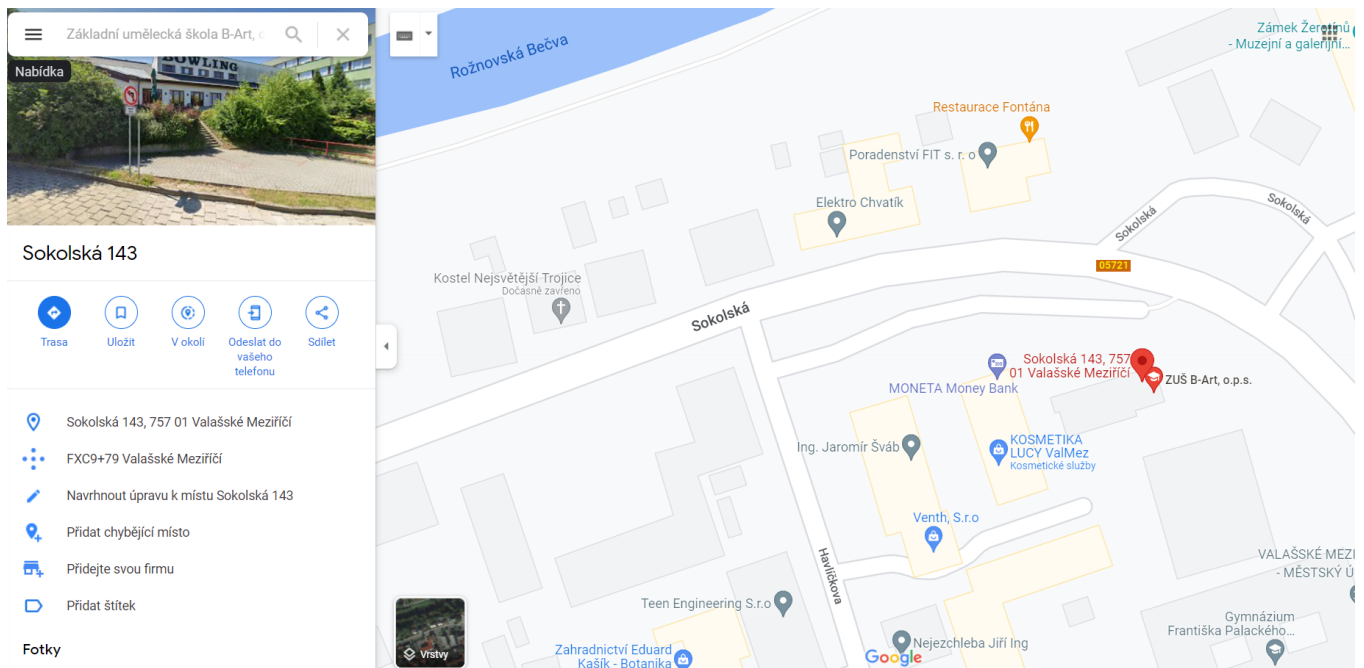 Základní umělecká škola B-Art, o
Nabídka
BOWLING
Sokolská 143
Trasa
Uložit
V okolí
Odeslat do
vašeho
telefonu
Sdílet
Sokolská 143, 757 01 Valašské Meziříčí
FXC9+79 Valašské Meziříčí
Navrhnout úpravu k místu Sokolská 143
Přidat chybějící místo
Přidejte svou firmu
Přidat štítek
Fotky
Rožnovská Bečva
Zámek Žerotínů
- Muzejní a galerijní...
Restaurace Fontána
Poradenství FIT s. r. o
Elektro Chvatík
Sokolská
Sokolská
05721
Kostel Nejsvětější Trojice
Dočasně zavřeno
Sokolská
Sokolská 143, 757
01 Valašské Meziříčí
MONETA Money Bank
ZUŠ B-Art, o.p.s.
Ing. Jaromír Šváb
KOSMETIKA
LUCY ValMez
Kosmetické služby
Venth, S.r.o
Havlíčkova
VALAŠSKÉ MEZI
- MĚSTSKÝ Ú
Teen Engineering S.r.o
Gymnázium
Františka Palackého...
Nejezchleba Jiří Ing
Zahradnictví Eduard
Kašík - Botanika
Vrstvy
Google